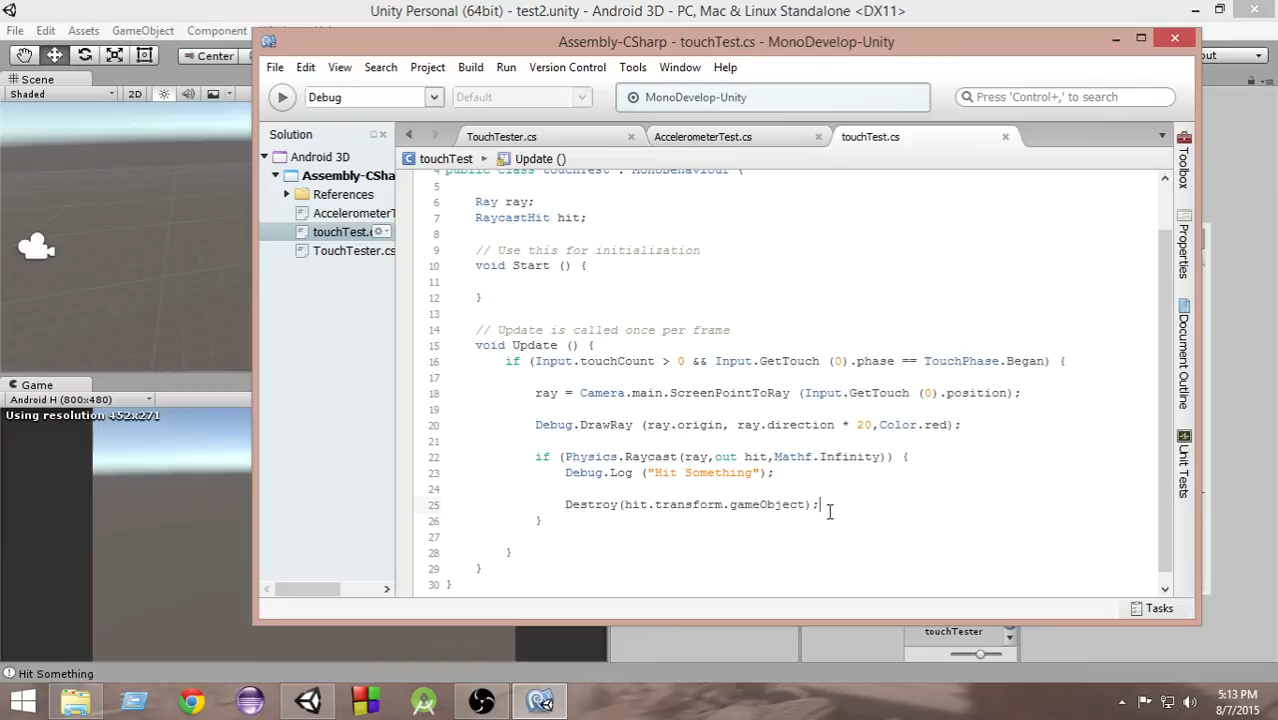 Unity Personal (64bit) - test2.unity - Android 3D - PC, Mac & Linux Standalone <DX11>
File Edit Assets GameObject Component
Center
Scene
Shaded 2D
Game
Android H (800x480)
Using resolution 452x271
Assembly-CSharp - touchTest.cs - MonoDevelop-Unity
File Edit View Search Project Build Run Version Control Tools Window Help
Debug Default MonoDevelop-Unity Press 'Control+,' to search
Solution
TouchTester.cs AccelerometerTest.cs touchTest.cs
touchTest Update ()
Android 3D
Assembly-CSha
References
AccelerometerT
touchTest.c
TouchTester.cs
4 public class touchTest : MonoBehaviour {
5
6 Ray ray;
7 RaycastHit hit;
8
9 // Use this for initialization
10 void Start () {
11
12 }
13
14 // Update is called once per frame
15 void Update () {
16 if (Input.touchCount > 0 && Input.GetTouch (0).phase == TouchPhase.Began) {
17
18 ray = Camera.main.ScreenPointToRay (Input.GetTouch (0).position);
19
20 Debug.DrawRay (ray.origin, ray.direction * 20,Color.red);
21
22 if (Physics.Raycast(ray,out hit,Mathf.Infinity)) {
23 Debug.Log ("Hit Something");
24
25 Destroy(hit.transform.gameObject);
26 }
27
28 }
29 }
30 }
Toolbox
Properties
Document Outline
Unit Tests
Tasks
out
touchTester
Hit Something
5:13 PM
8/7/2015